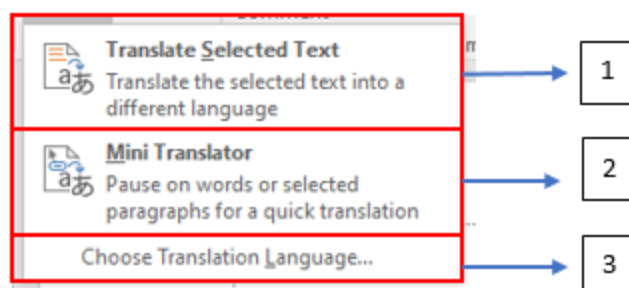 Translate Selected Text
Translate the selected text into a
different language
1
Mini Translator
Pause on words or selected
paragraphs for a quick translation
2
Choose Translation Language...
3